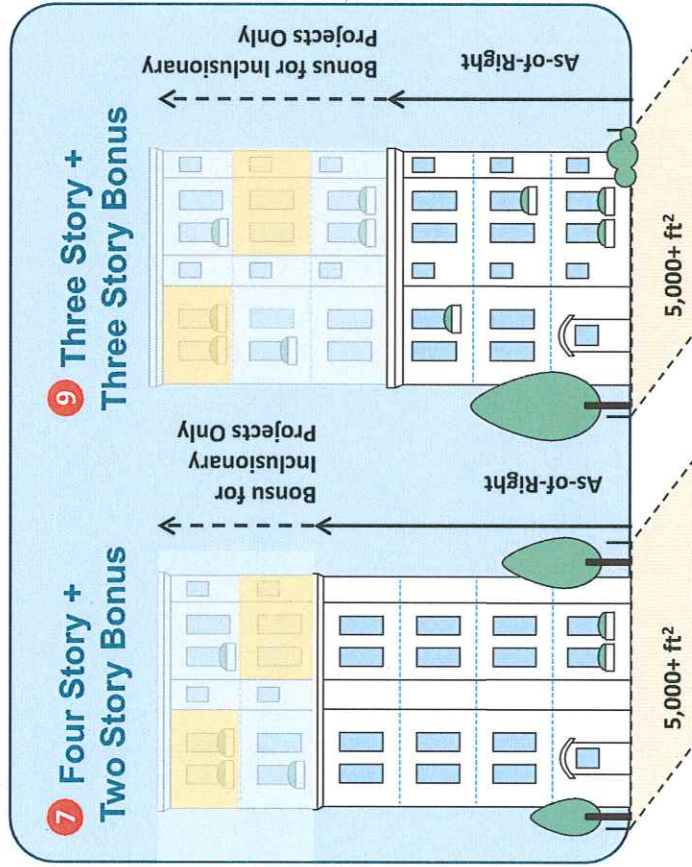 7 Four Story +
Two Story Bonus
Bonsu for
Inclusionary
Projects Only
As-of-Right
5,000+ ft²
9 Three Story +
Three Story Bonus
Bonus for Inclusionary
Projects Only
As-of-Right
5,000+ ft²